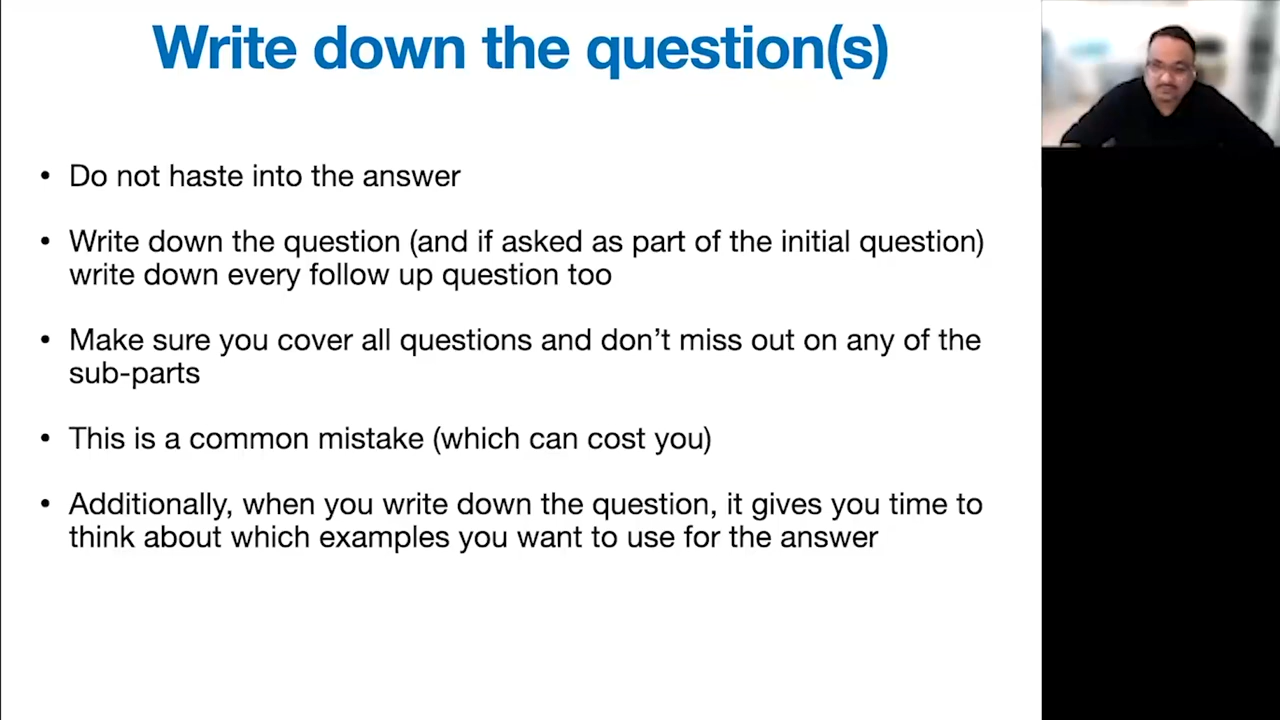 Write down the question(s)
• Do not haste into the answer
• Write down the question (and if asked as part of the initial question)
write down every follow up question too
• Make sure you cover all questions and don’t miss out on any of the
sub-parts
• This is a common mistake (which can cost you)
• Additionally, when you write down the question, it gives you time to
think about which examples you want to use for the answer